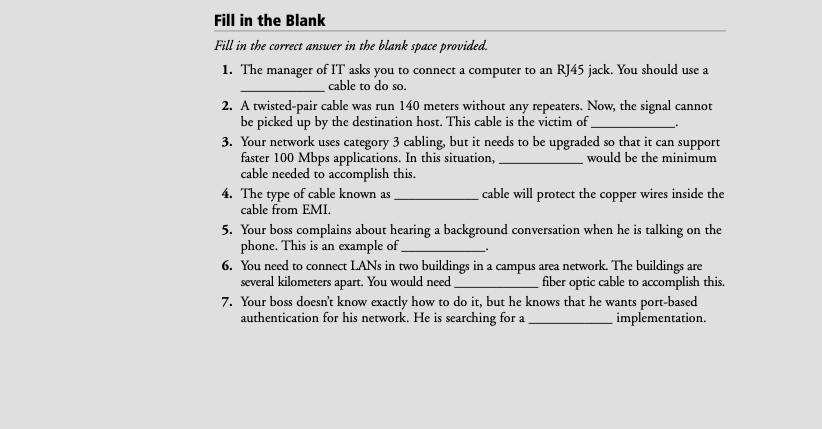 Fill in the Blank
Fill in the correct answer in the blank space provided.
1. The manager of IT asks you to connect a computer to an RJ45 jack. You should use a
____________ cable to do so.
2. A twisted-pair cable was run 140 meters without any repeaters. Now, the signal cannot
be picked up by the destination host. This cable is the victim of ____________.
3. Your network uses category 3 cabling, but it needs to be upgraded so that it can support
faster 100 Mbps applications. In this situation, ____________ would be the minimum
cable needed to accomplish this.
4. The type of cable known as ____________ cable will protect the copper wires inside the
cable from EMI.
5. Your boss complains about hearing a background conversation when he is talking on the
phone. This is an example of ____________.
6. You need to connect LANs in two buildings in a campus area network. The buildings are
several kilometers apart. You would need ____________ fiber optic cable to accomplish this.
7. Your boss doesn't know exactly how to do it, but he knows that he wants port-based
authentication for his network. He is searching for a ____________ implementation.